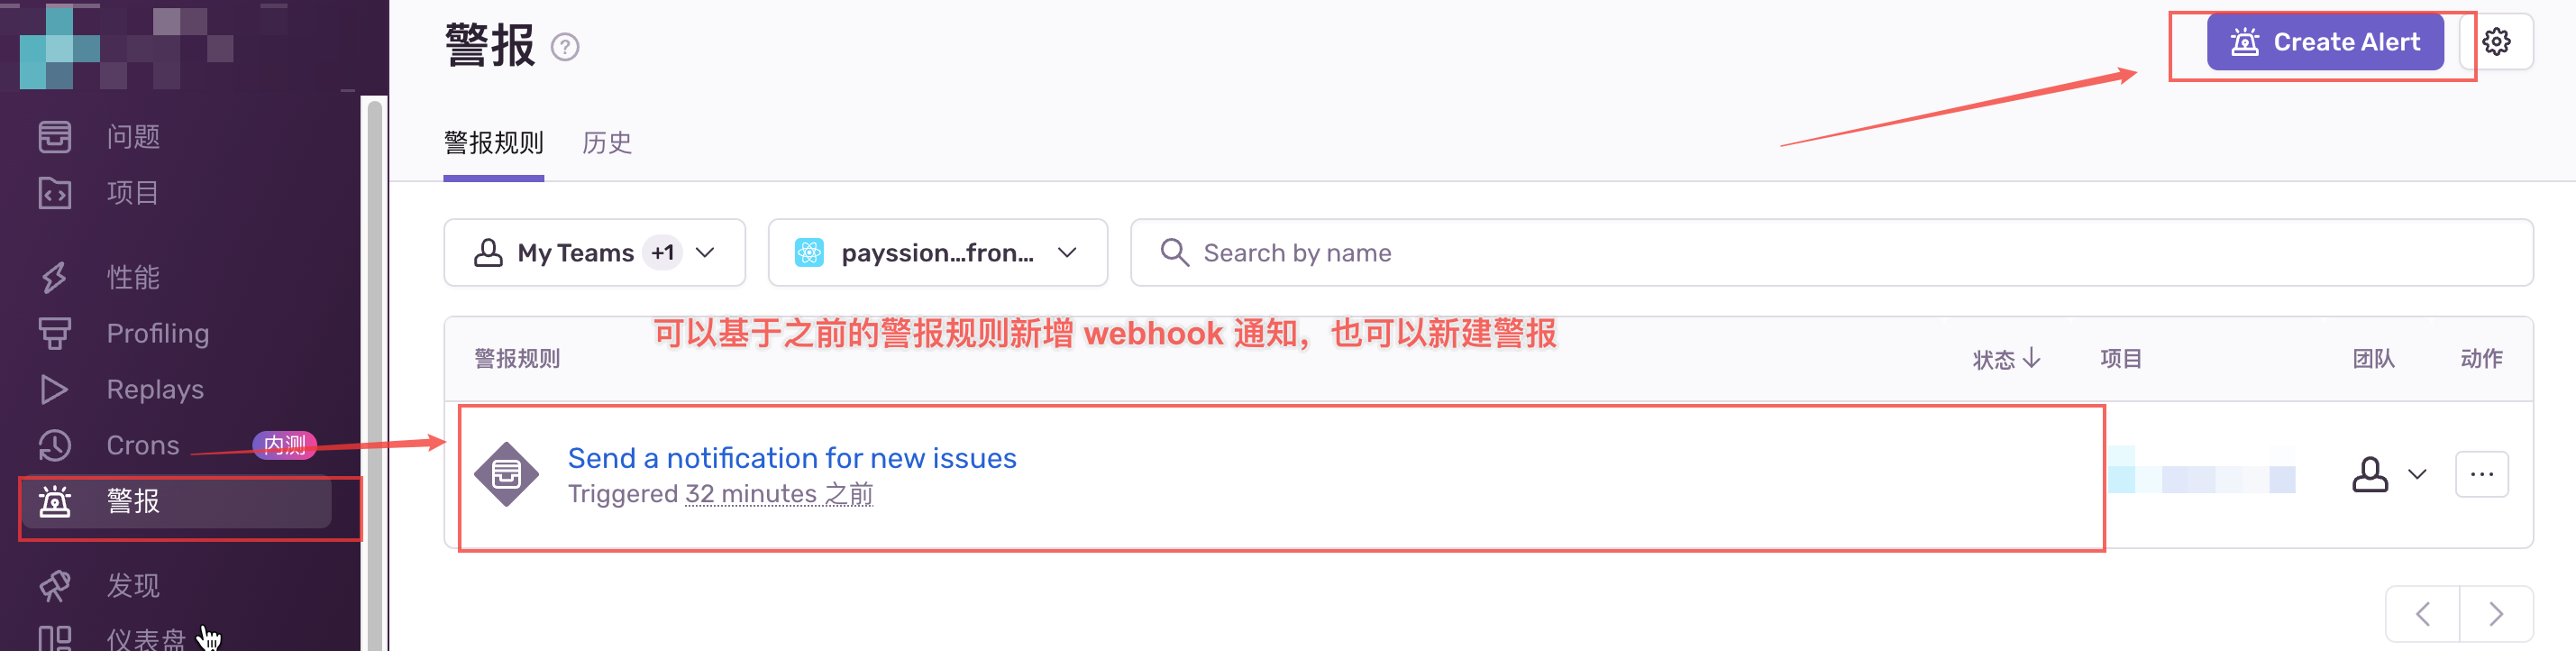 问题
项目
性能
Profiling
Replays
Crons 内测
警报
发现
仪表盘
警报 ?
Create Alert
警报规则 历史
My Teams +1
payssion...fron...
Search by name
可以基于之前的警报规则新增 webhook 通知，也可以新建警报
警报规则 状态 项目 团队 动作
Send a notification for new issues
Triggered 32 minutes 之前